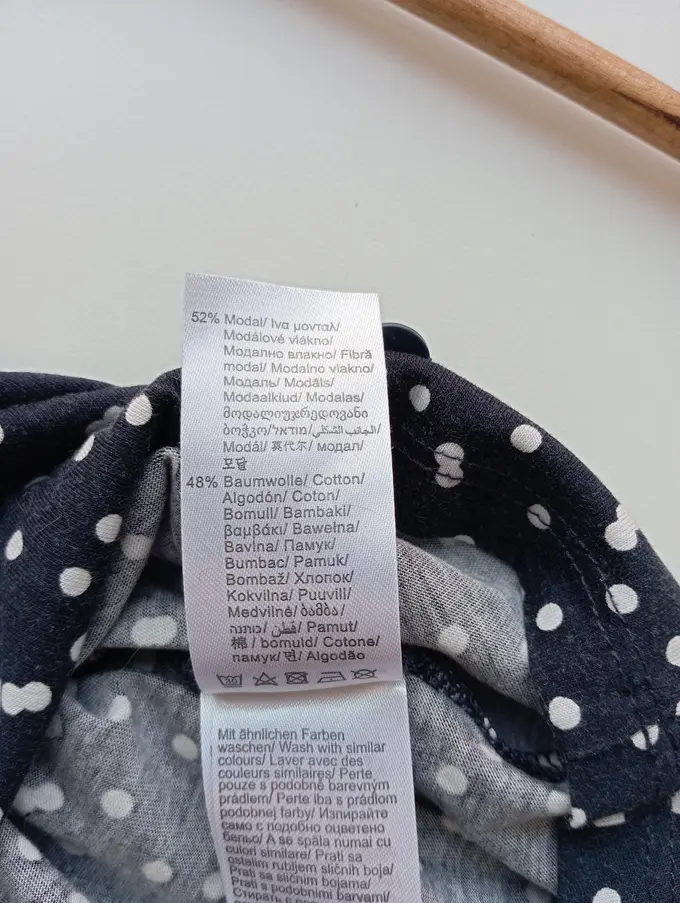 52% Modal/ Ινα μονταλ/
Modálové vlákno/
Модално влакно/ Fibră
modal/ Modalno vlakno/
Модаль/ Modāls/
Modaalkiud/ Modalas/
მოდალიუჯრედოვანი
ბოჭკო/מודאל/الجانب الشكلي/
Modál/ 莫代尔/ модал/
모달
48% Baumwolle/ Cotton/
Algodón/ Coton/
Bomull/ Bambaki/
βαμβάκι/ Bawełna/
Bavlna/ Памук/
Bumbac/ Pamuk/
Bombaž/ Хлопок/
Kokvilna/ Puuvill/
Medvilnė/ ბამბა/
כותנה/ قطن/ Pamut/
棉/ bomuld/ Cotone/
памук/ 면/ Algodão
Mit ähnlichen Farben
waschen/ Wash with similar
colours/ Laver avec des
couleurs similaires/ Perte
pouze s podobně barevným
prádlem/ Perte iba s prádlom
podobnej farby/ Изпирайте
само с подобно оцветено
бельо/ A se spăla numai cu
culori similare/ Prati sa
ostalim rubljem sličnih boja/
Prati sa sličnim bojama/
Prati s podobnimi barvami/
Стирать с